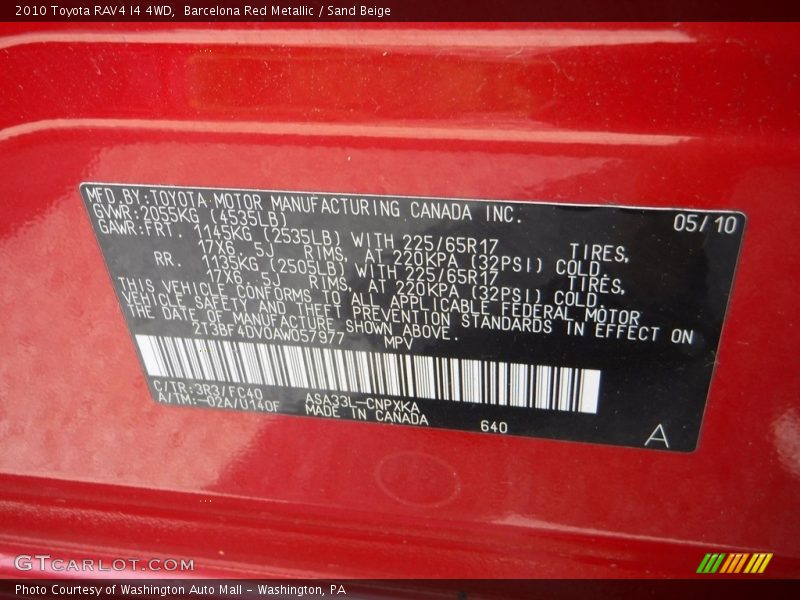 2010 Toyota RAV4 I4 4WD,  Barcelona Red Metallic / Sand Beige
MFD.BY:TOYOTA MOTOR MANUFACTURING CANADA INC.
GVWR:2055KG (4535LB) 05/10
GAWR:FRT. 1145KG (2535LB) WITH 225/65R17 TIRES,
17X6.5J RIMS, AT 220KPA (32PSI) COLD.
RR. 1135KG (2505LB) WITH 225/65R17 TIRES,
17X6.5J RIMS, AT 220KPA (32PSI) COLD.
THIS VEHICLE CONFORMS TO ALL APPLICABLE FEDERAL MOTOR
VEHICLE SAFETY AND THEFT PREVENTION STANDARDS IN EFFECT ON
THE DATE OF MANUFACTURE SHOWN ABOVE.
2T3BF4DV0AW057977 MPV
C/TR:3R3/FC40 ASA33L-CNPXKA
A/TM:-02A/U140F MADE IN CANADA 640 A
GTCARLOT.COM
Photo Courtesy of Washington Auto Mall - Washington, PA